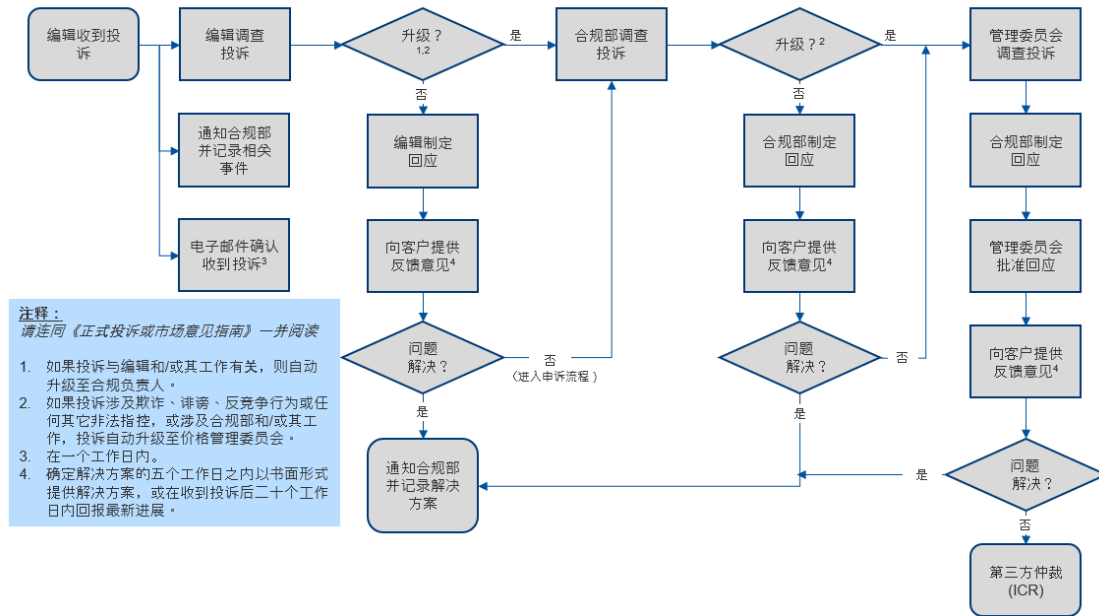 编辑收到投
诉
编辑调查
投诉
升级？
1,2
是
合规部调查
投诉
升级？2
是
管理委员会
调查投诉
否
否
通知合规部
并记录相关
事件
编辑制定
回应
合规部制定
回应
合规部制定
回应
电子邮件确认
收到投诉3
向客户提供
反馈意见4
向客户提供
反馈意见4
管理委员会
批准回应
注释：
请连同《正式投诉或市场意见指南》一并阅读
1. 如果投诉与编辑和/或其工作有关，则自动
升级至合规负责人。
2. 如果投诉涉及欺诈、诽谤、反竞争行为或任
何其它非法指控，或涉及合规部和/或其工
作，投诉自动升级至价格管理委员会。
3. 在一个工作日内。
4. 确定解决方案的五个工作日之内以书面形式
提供解决方案，或在收到投诉后二十个工作
日内回报最新进展。
问题
解决？
否
（进入申诉流程）
问题
解决？
否
向客户提供
反馈意见4
是
是
通知合规部
并记录解决
方案
是
问题
解决？
否
第三方仲裁
(ICR)